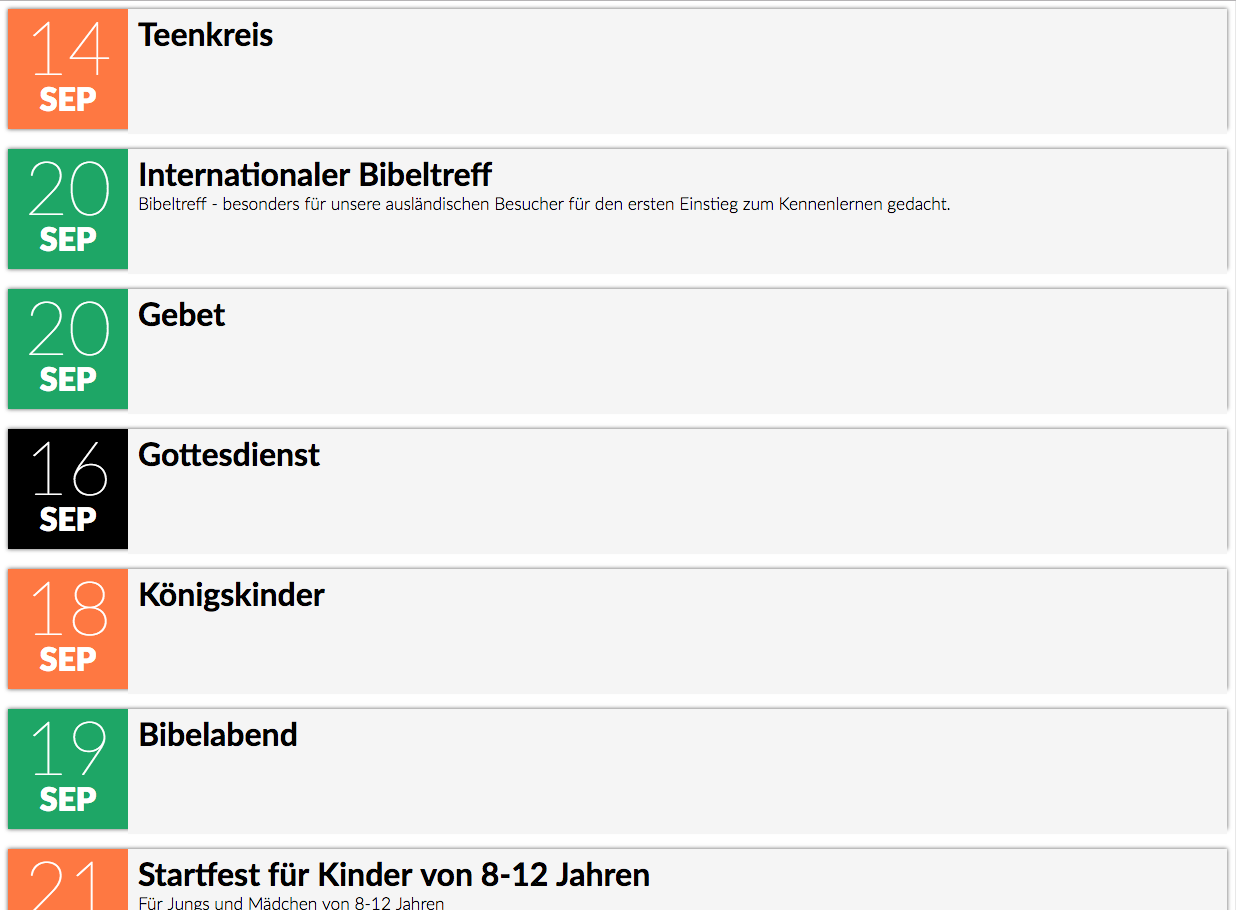 14
SEP
Teenkreis
20
SEP
Internationaler Bibeltreff
Bibeltreff - besonders für unsere ausländischen Besucher für den ersten Einstieg zum Kennenlernen gedacht.
20
SEP
Gebet
16
SEP
Gottesdienst
18
SEP
Königskinder
19
SEP
Bibelabend
21
Startfest für Kinder von 8-12 Jahren
Für Jungs und Mädchen von 8-12 Jahren